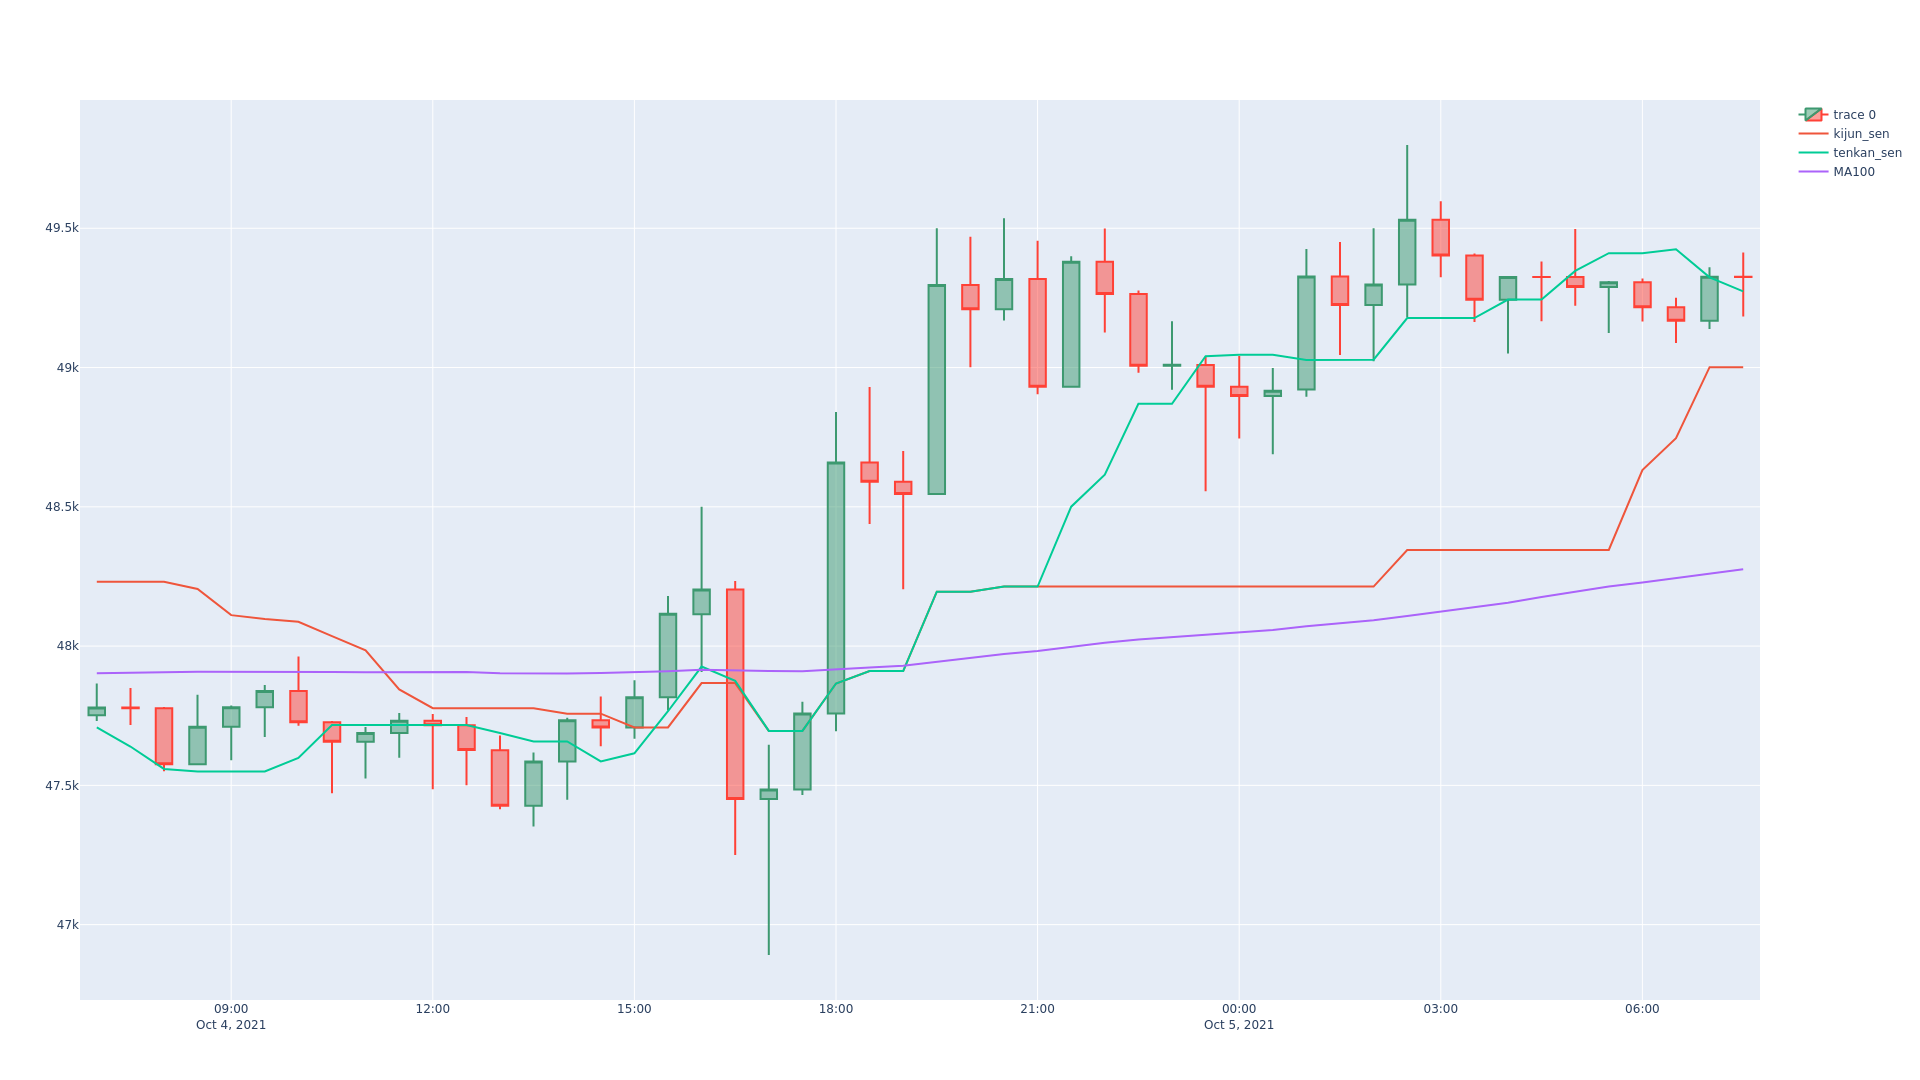 trace 0
kijun_sen
tenkan_sen
MA100
49.5k
49k
48.5k
48k
47.5k
47k
09:00 12:00 15:00 18:00 21:00 00:00 03:00 06:00
Oct 4, 2021 Oct 5, 2021